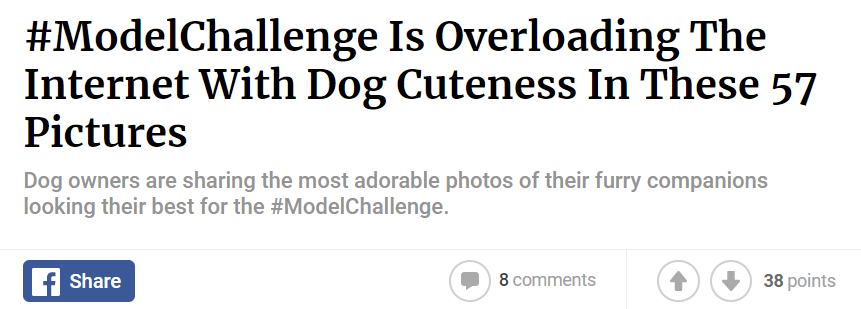 #ModelChallenge Is Overloading The
Internet With Dog Cuteness In These 57
Pictures
Dog owners are sharing the most adorable photos of their furry companions
looking their best for the #ModelChallenge.
Share
8 comments
38 points